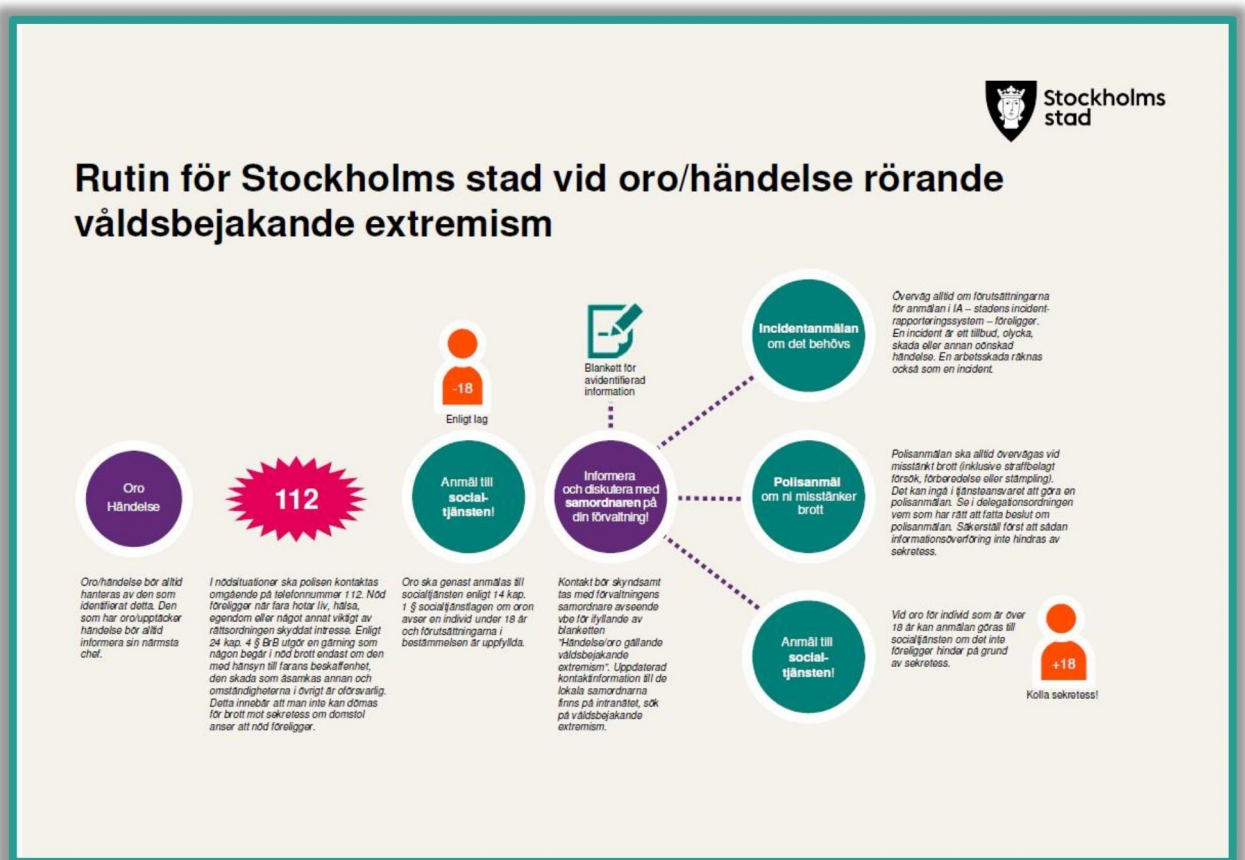 Stockholms
stad
Rutin för Stockholms stad vid oro/händelse rörande
våldsbejakande extremism
Oro
Händelse
Oro/händelse bör alltid
hanteras av den som
identifierat detta. Den
som har oro/upptäcker
händelse bör alltid
informera sin närmsta
chef.
112
I nödsituationer ska polisen kontaktas
omgående på telefonnummer 112. Nöd
föreligger när fara hotar liv, hälsa,
egendom eller något annat viktigt av
rättsordningen skyddat intresse. Enligt
24 kap. 4 § BrB utgör en gärning som
någon begår i nöd brott endast om den
med hänsyn till farans beskaffenhet,
den skada som åsamkas annan och
omständigheterna i övrigt är oförsvarlig.
Detta innebär att man inte kan dömas
för brott mot sekretess om domstol
anser att nöd föreligger.
-18
Enligt lag
Anmäl till
social-
tjänsten!
Oro ska genast anmälas till
socialtjänsten enligt 14 kap.
1 § socialtjänstlagen om oron
avser en individ under 18 år
och förutsättningarna i
bestämmelsen är uppfyllda.
Blankett för
avidentifierad
information
Informera
och diskutera med
samordnaren på
din förvaltning!
Kontakt bör skyndsamt
tas med förvaltningens
samordnare avseende
vbe för ifyllande av
blanketten
"Händelse/oro gällande
våldsbejakande
extremism". Uppdaterad
kontaktinformation till de
lokala samordnarna
finns på intranätet, sök
på våldsbejakande
extremism.
Incidentanmälan
om det behövs
Överväg alltid om förutsättningarna
för anmälan i IA – stadens incident-
rapporteringssystem – föreligger.
En incident är ett tillbud, olycka,
skada eller annan oönskad
händelse. En arbetsskada räknas
också som en incident.
Polisanmäl
om ni misstänker
brott
Polisanmälan ska alltid övervägas vid
misstänkt brott (inklusive straffbelagt
försök, förberedelse eller stämpling).
Det kan ingå i tjänsteansvaret att göra en
polisanmälan. Se i delegationsordningen
vem som har rätt att fatta beslut om
polisanmälan. Säkerställ först att sådan
informationsöverföring inte hindras av
sekretess.
Anmäl till
social-
tjänsten!
Vid oro för individ som är över
18 år kan anmälan göras till
socialtjänsten om det inte
föreligger hinder på grund
av sekretess.
+18
Kolla sekretess!